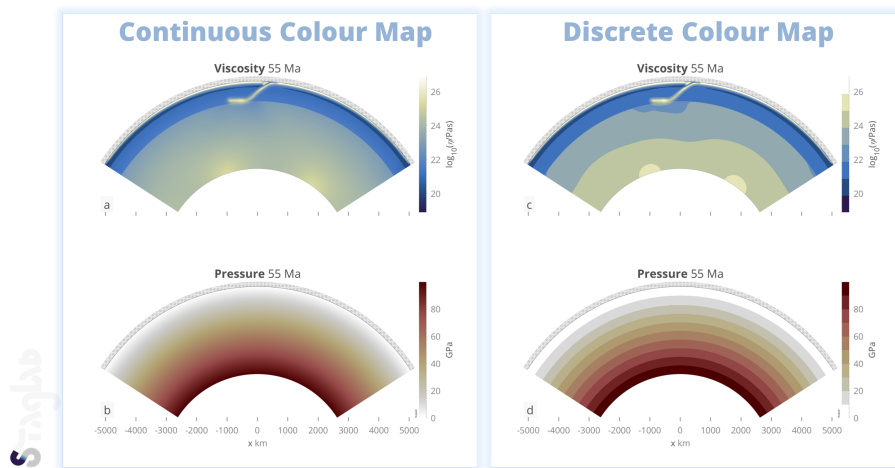 Continuous Colour Map
Viscosity 55 Ma
26
24
22
20
log10(η/Pas)
a
Pressure 55 Ma
80
60
40
20
0
GPa
b
-5000 -4000 -3000 -2000 -1000 0 1000 2000 3000 4000 5000
x km
Discrete Colour Map
Viscosity 55 Ma
26
24
22
20
log10(η/Pas)
c
Pressure 55 Ma
80
60
40
20
0
GPa
d
-5000 -4000 -3000 -2000 -1000 0 1000 2000 3000 4000 5000
x km
STAGLAB